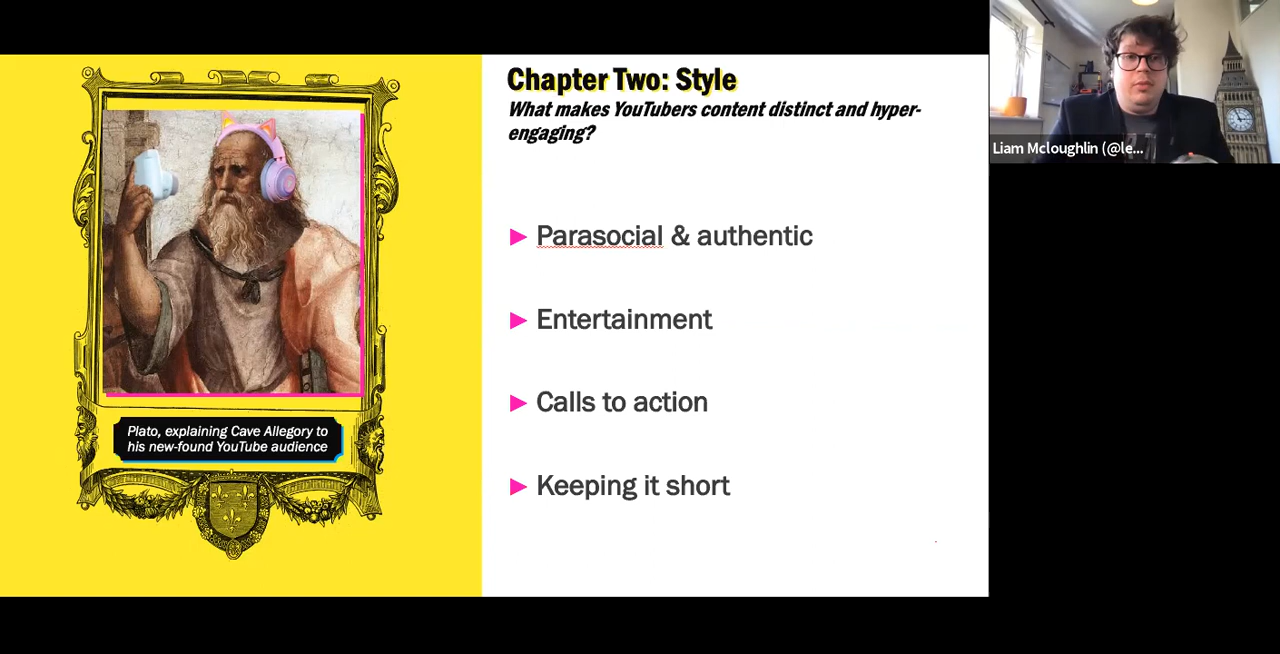 Chapter Two: Style
What makes YouTubers content distinct and hyper-
engaging?
Parasocial & authentic
Entertainment
Calls to action
Keeping it short
Plato, explaining Cave Allegory to
his new-found YouTube audience
Liam Mcloughlin (@le...